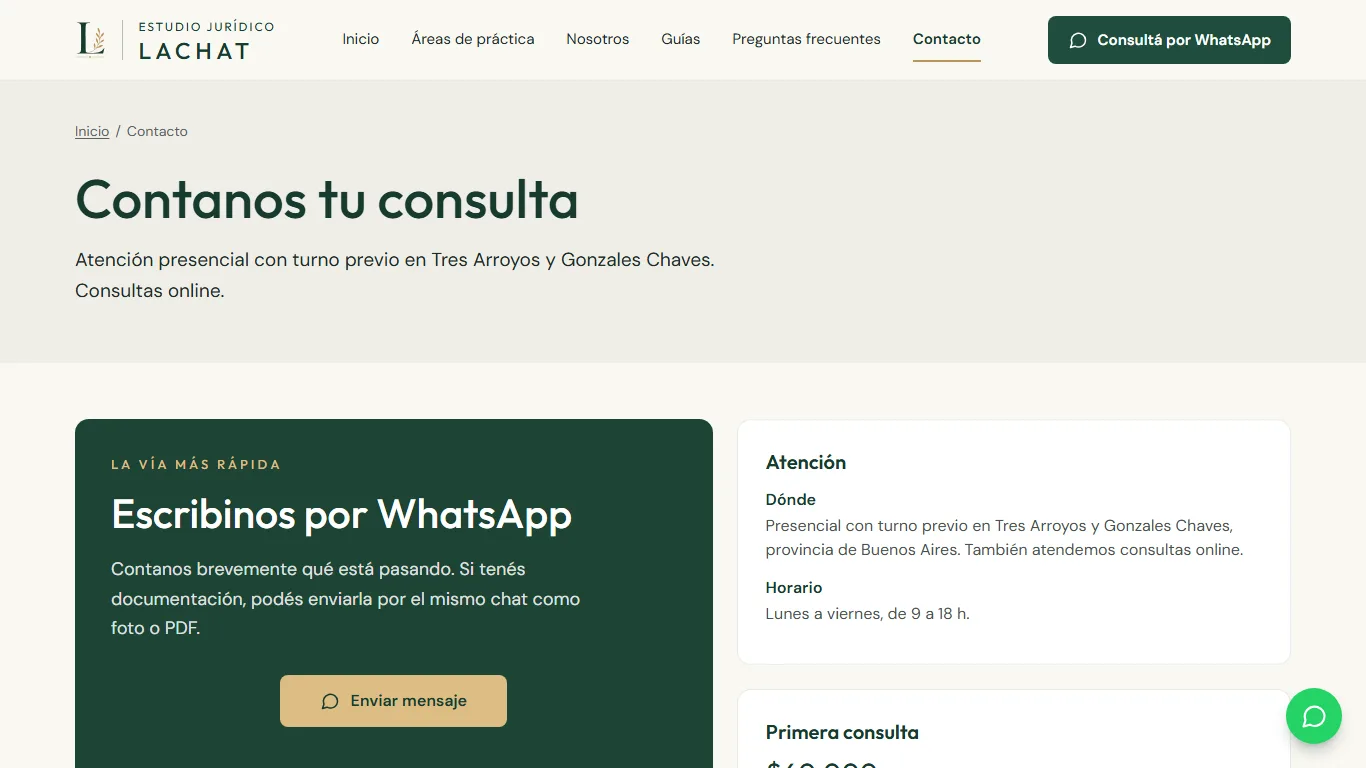 ESTUDIO JURÍDICO
LACHAT
Inicio
Áreas de práctica
Nosotros
Guías
Preguntas frecuentes
Contacto
Consultá por WhatsApp
Inicio / Contacto
Contanos tu consulta
Atención presencial con turno previo en Tres Arroyos y Gonzales Chaves.
Consultas online.
LA VÍA MÁS RÁPIDA
Escribinos por WhatsApp
Contanos brevemente qué está pasando. Si tenés
documentación, podés enviarla por el mismo chat como
foto o PDF.
Enviar mensaje
Atención
Dónde
Presencial con turno previo en Tres Arroyos y Gonzales Chaves,
provincia de Buenos Aires. También atendemos consultas online.
Horario
Lunes a viernes, de 9 a 18 h.
Primera consulta